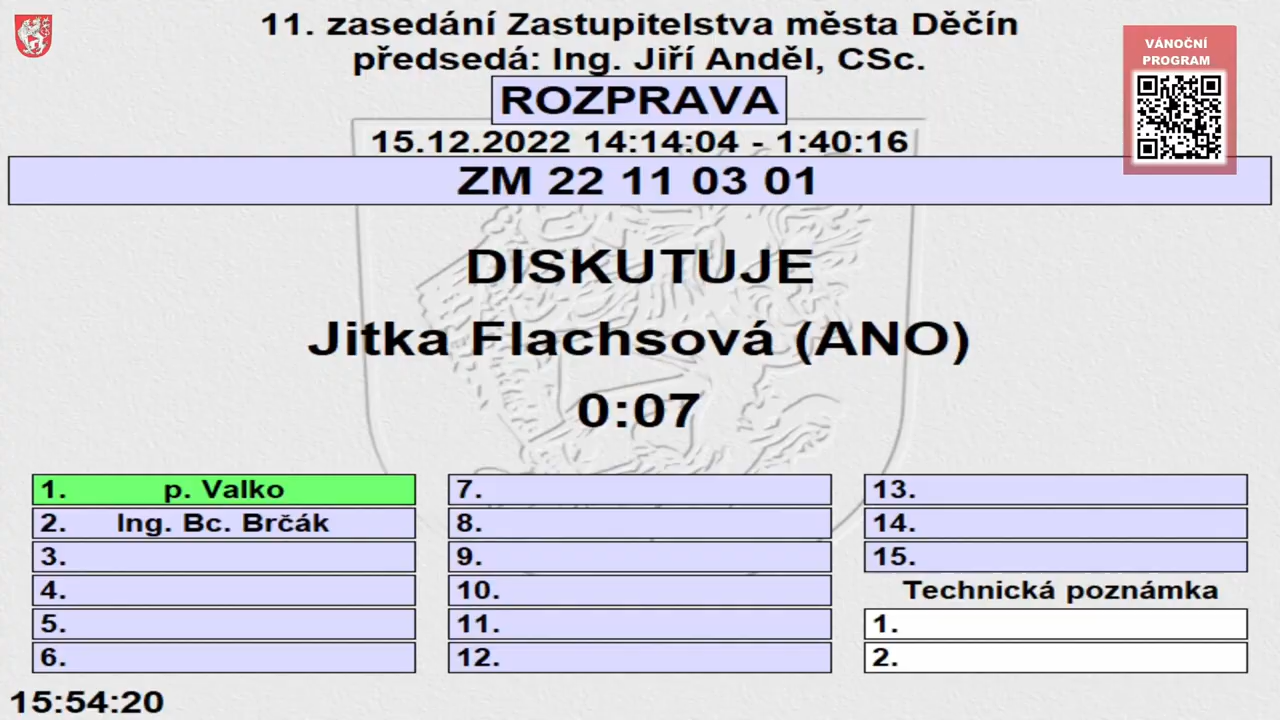 11. zasedání Zastupitelstva města Děčín
předsedá: Ing. Jiří Anděl, CSc.
VÁNOČNÍ
PROGRAM
ROZPRAVA
15.12.2022 14:14:04 - 1:40:16
ZM 22 11 03 01
DISKUTUJE
Jitka Flachsová (ANO)
0:07
1. p. Valko
2. Ing. Bc. Brčák
3.
4.
5.
6.
7.
8.
9.
10.
11.
12.
13.
14.
15.
Technická poznámka
1.
2.
15:54:20